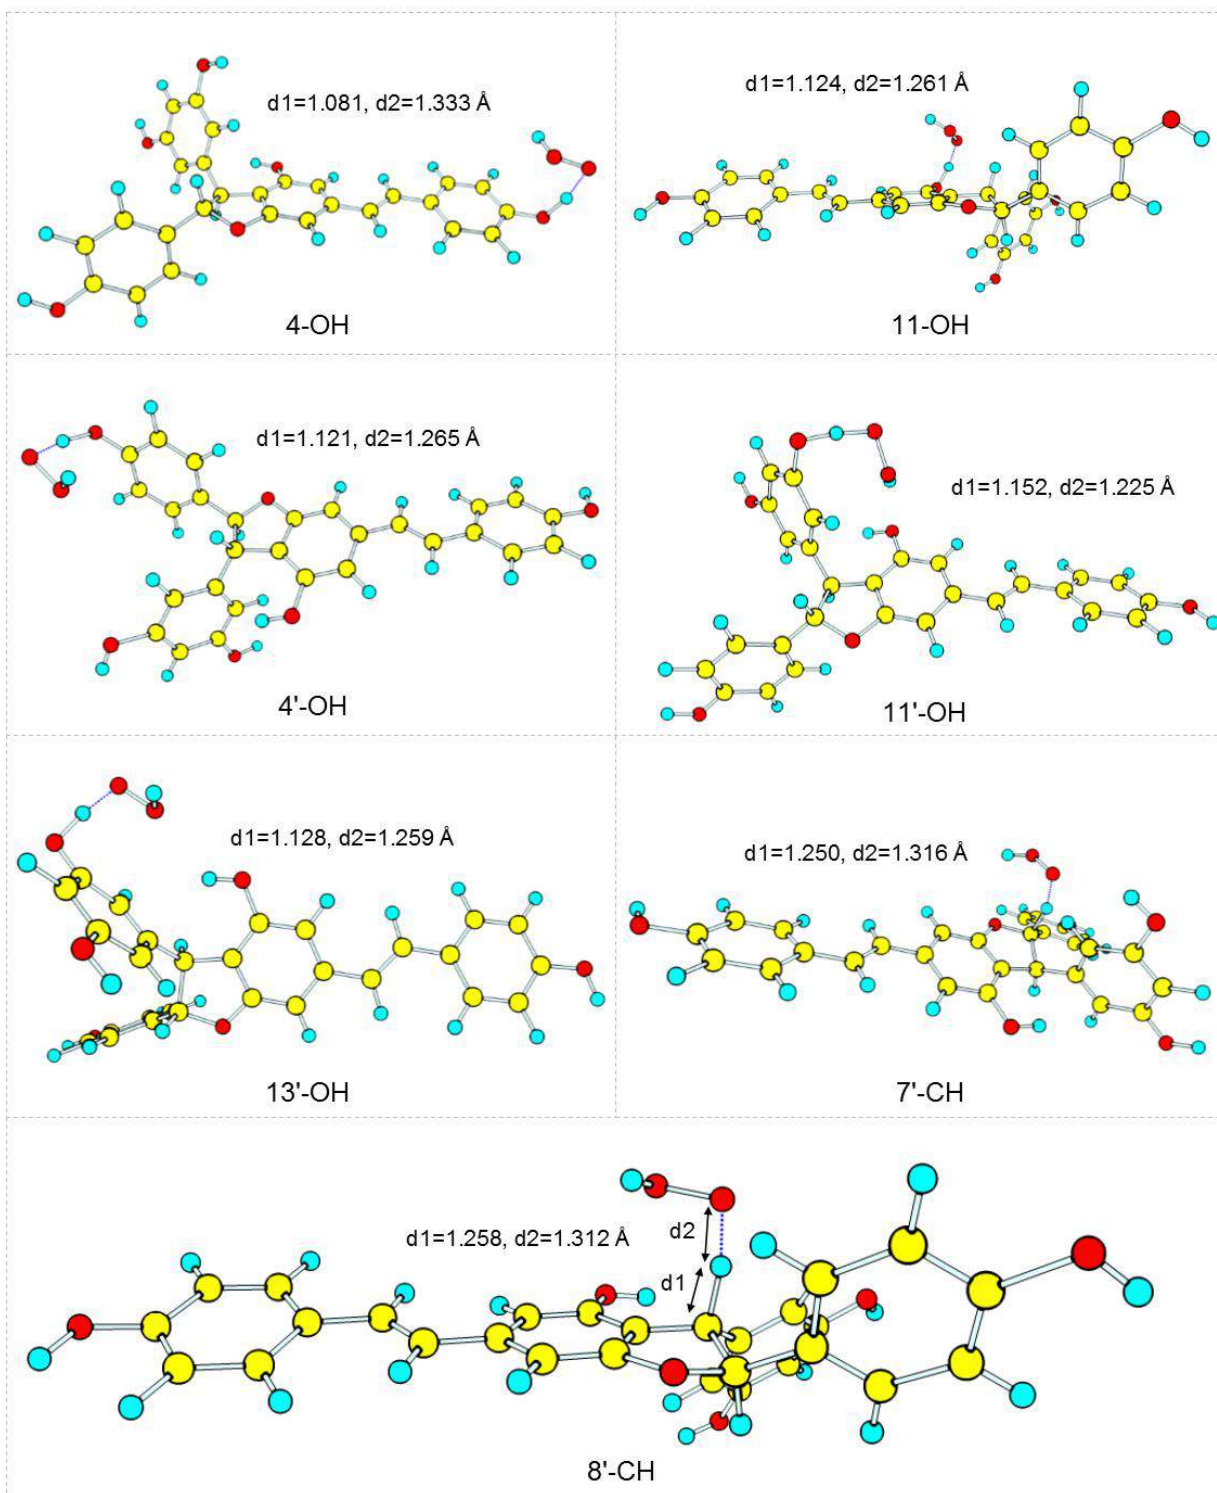 d1=1.081, d2=1.333 Å
4-OH
d1=1.124, d2=1.261 Å
11-OH
d1=1.121, d2=1.265 Å
4'-OH
d1=1.152, d2=1.225 Å
11'-OH
d1=1.128, d2=1.259 Å
13'-OH
d1=1.250, d2=1.316 Å
7'-CH
d1=1.258, d2=1.312 Å
d2
d1
8'-CH